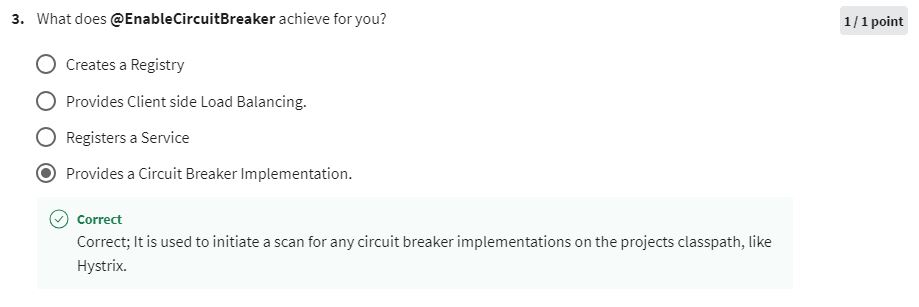 3. What does @EnableCircuitBreaker achieve for you?
1 / 1 point
Creates a Registry
Provides Client side Load Balancing.
Registers a Service
Provides a Circuit Breaker Implementation.
Correct
Correct; It is used to initiate a scan for any circuit breaker implementations on the projects classpath, like
Hystrix.